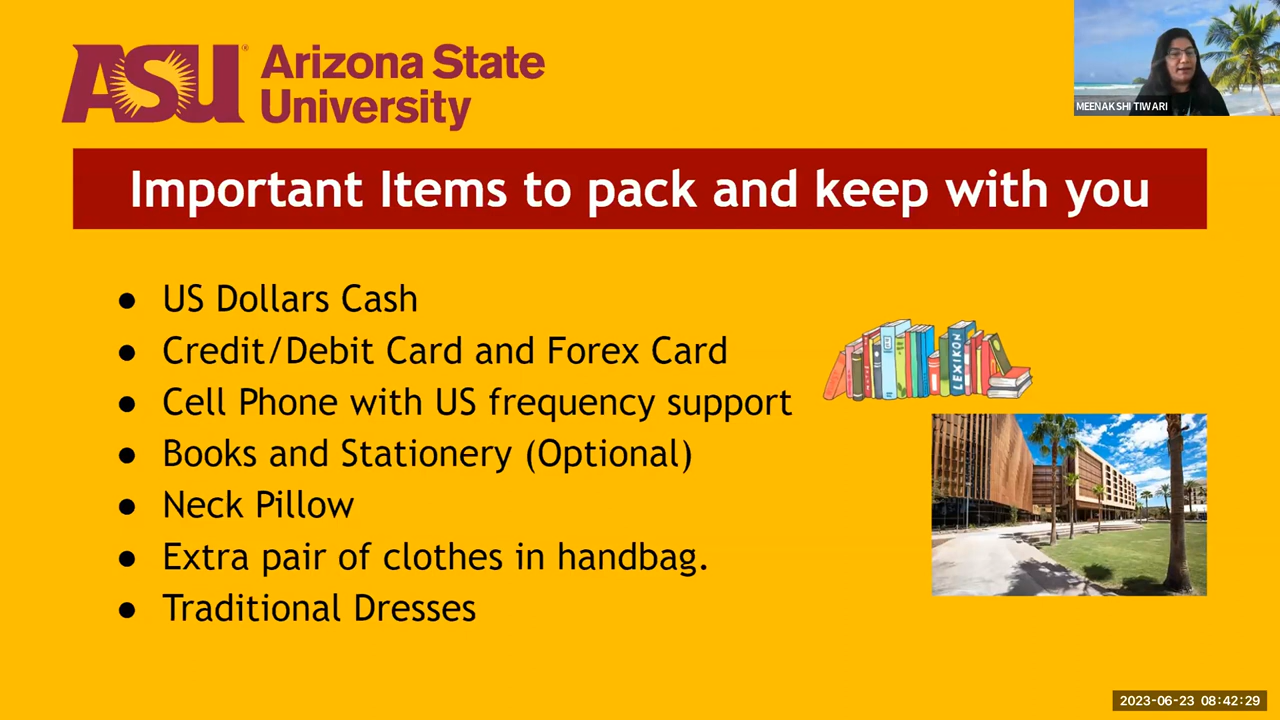 ASU® Arizona State
University
MEENAKSHI TIWARI
Important Items to pack and keep with you
● US Dollars Cash
● Credit/Debit Card and Forex Card
● Cell Phone with US frequency support
● Books and Stationery (Optional)
● Neck Pillow
● Extra pair of clothes in handbag.
● Traditional Dresses
LEXIKON
2023-06-23 08:42:29